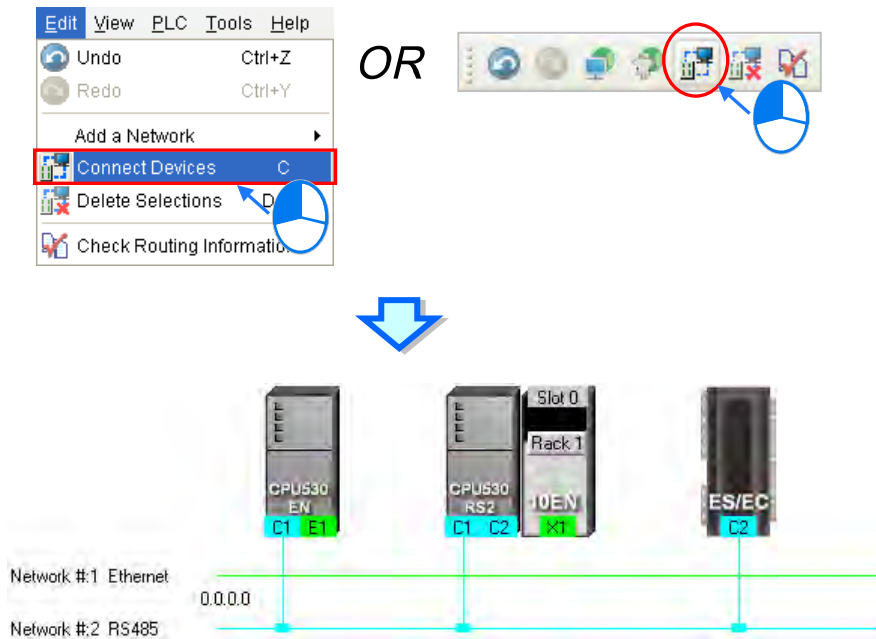 Edit View PLC Tools Help
Undo Ctrl+Z
Redo Ctrl+Y
Add a Network
Connect Devices C
Delete Selections D
Check Routing Informatio
OR
Slot 0
Rack 1
CPU530
EN
C1 E1
CPU530
RS2
C1 C2
10EN
X1
ES/EC
C2
Network #:1 Ethernet
0.0.0.0
Network #:2 RS485